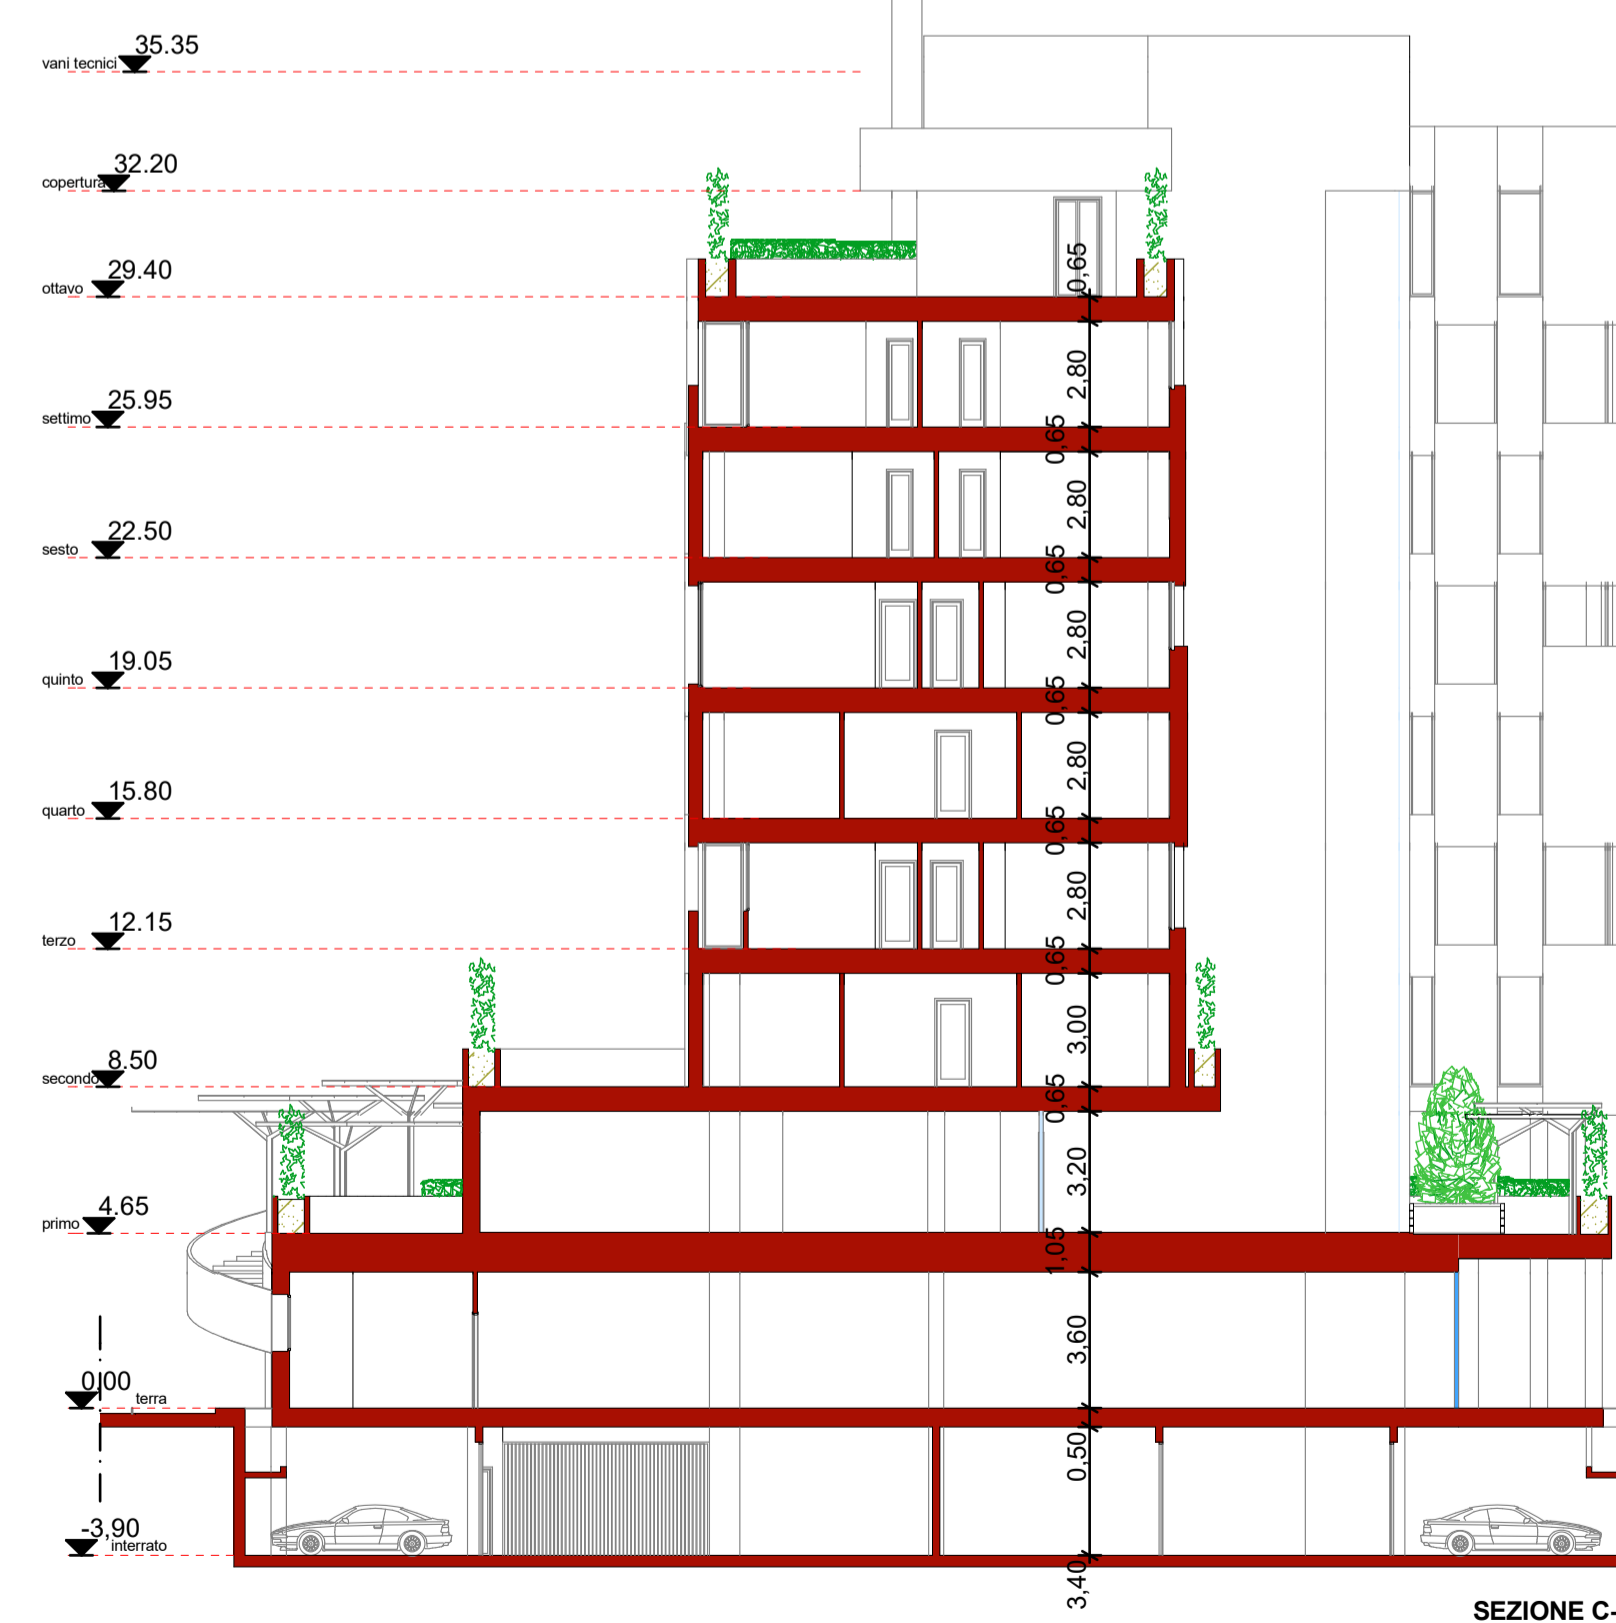 35.35
vani tecnici
32.20
copertura
29.40
ottavo
0,65
2,80
25.95
settimo
0,65
2,80
22.50
sesto
0,65
2,80
19.05
quinto
0,65
2,80
15.80
quarto
0,65
2,80
12.15
terzo
0,65
3,00
8.50
secondo
0,65
3,20
4.65
primo
1,05
3,60
0.00
terra
0,50
-3,90
interrato
3,40
SEZIONE C-